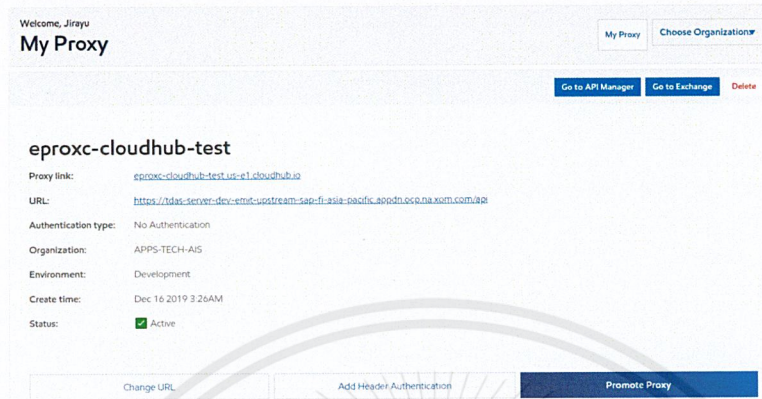 Welcome, Jirayu
My Proxy
My Proxy
Choose Organization▾
Go to API Manager
Go to Exchange
Delete
eproxc-cloudhub-test
Proxy link: eproxc-cloudhub-test.us-e1.cloudhub.io
URL: https://tdas-server-dev-emit-upstream-sap-fi-asia-pacific.appdn.ocp.na.xom.com/api
Authentication type: No Authentication
Organization: APPS-TECH-AIS
Environment: Development
Create time: Dec 16 2019 3:26AM
Status: Active
Change URL
Add Header Authentication
Promote Proxy